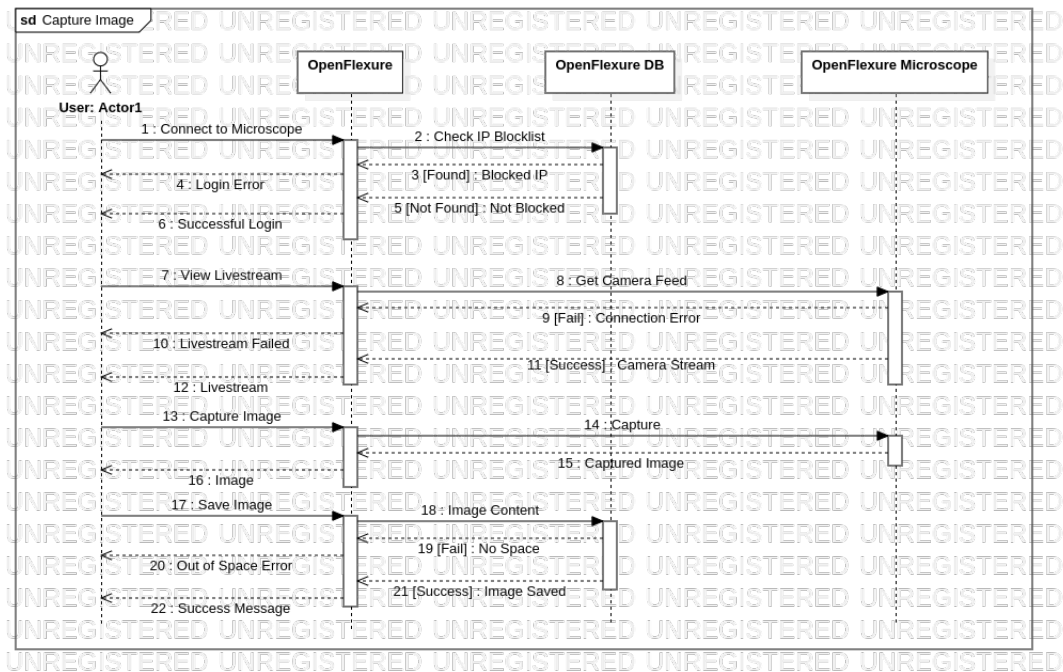 sd Capture Image
OpenFlexure
OpenFlexure DB
OpenFlexure Microscope
User: Actor1
1 : Connect to Microscope
2 : Check IP Blocklist
3 [Found] : Blocked IP
4 : Login Error
5 [Not Found] : Not Blocked
6 : Successful Login
7 : View Livestream
8 : Get Camera Feed
9 [Fail] : Connection Error
10 : Livestream Failed
11 [Success] : Camera Stream
12 : Livestream
13 : Capture Image
14 : Capture
15 : Captured Image
16 : Image
17 : Save Image
18 : Image Content
19 [Fail] : No Space
20 : Out of Space Error
21 [Success] : Image Saved
22 : Success Message
UNREGISTERED